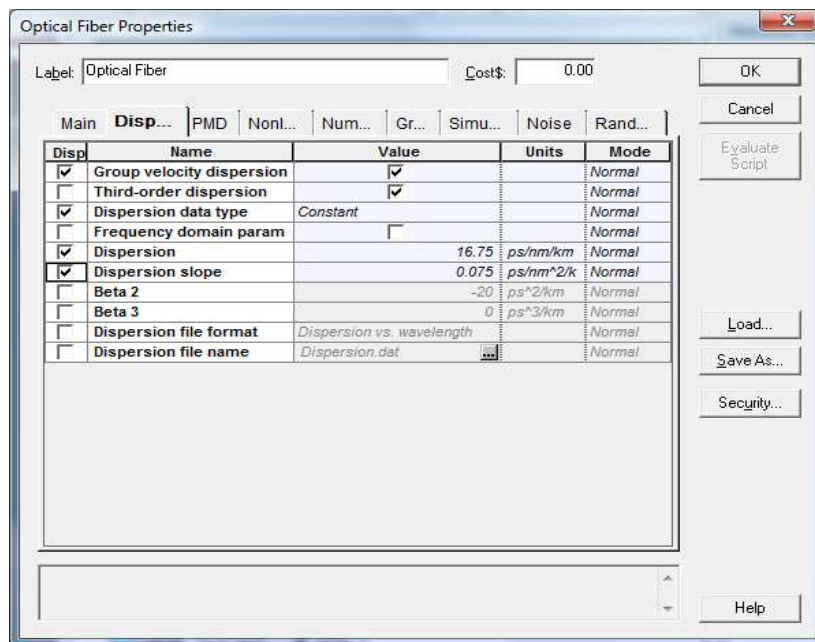 Optical Fiber Properties
Label: Optical Fiber Cost$: 0.00 OK
Cancel
Evaluate Script
Main Disp... PMD Nonl... Num... Gr... Simu... Noise Rand...
Disp Name Value Units Mode
Group velocity dispersion Normal
Third-order dispersion Normal
Dispersion data type Constant Normal
Frequency domain param Normal
Dispersion 16.75 ps/nm/km Normal
Dispersion slope 0.075 ps/nm^2/k Normal
Beta 2 -20 ps^2/km Normal
Beta 3 0 ps^3/km Normal
Dispersion file format Dispersion vs. wavelength Normal
Dispersion file name Dispersion.dat ... Normal
Load...
Save As...
Security...
Help